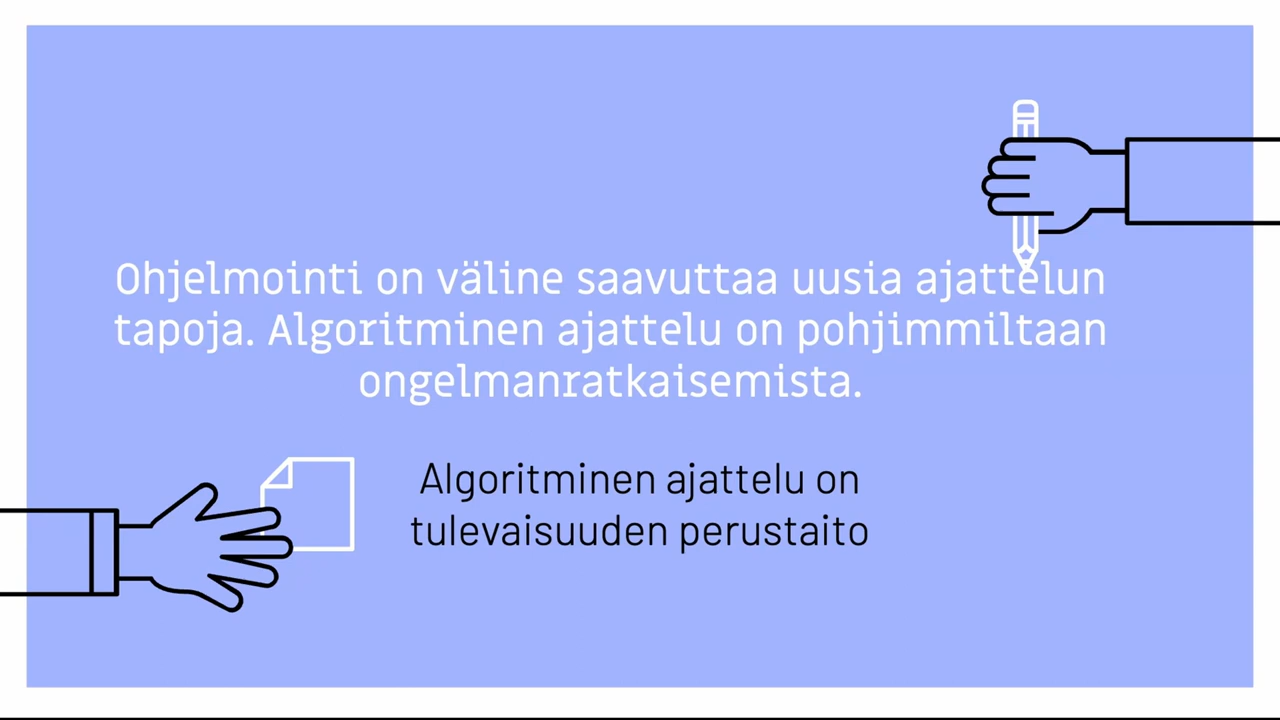 Ohjelmointi on väline saavuttaa uusia ajattelun
tapoja. Algoritminen ajattelu on pohjimmiltaan
ongelmanratkaisemista.
Algoritminen ajattelu on
tulevaisuuden perustaito